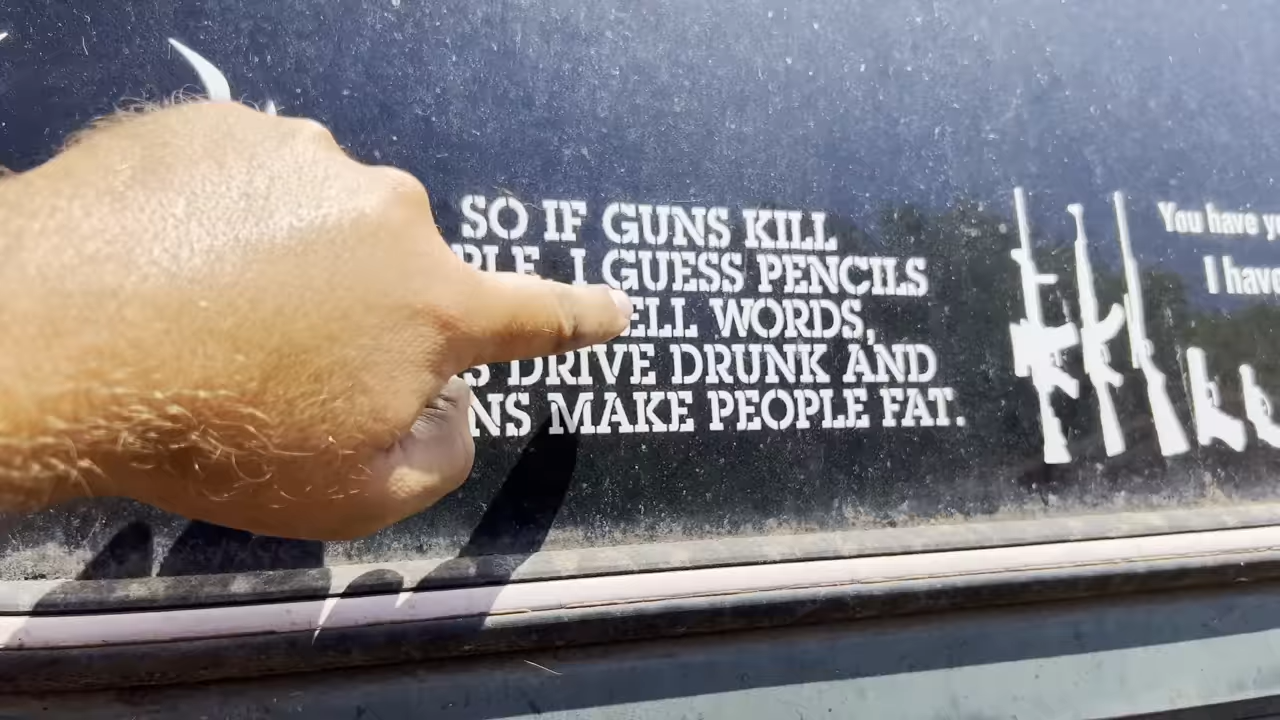 SO IF GUNS KILL
I GUESS PENCILS
WORDS,
DRIVE DRUNK AND
MAKE PEOPLE FAT.
You have
I have